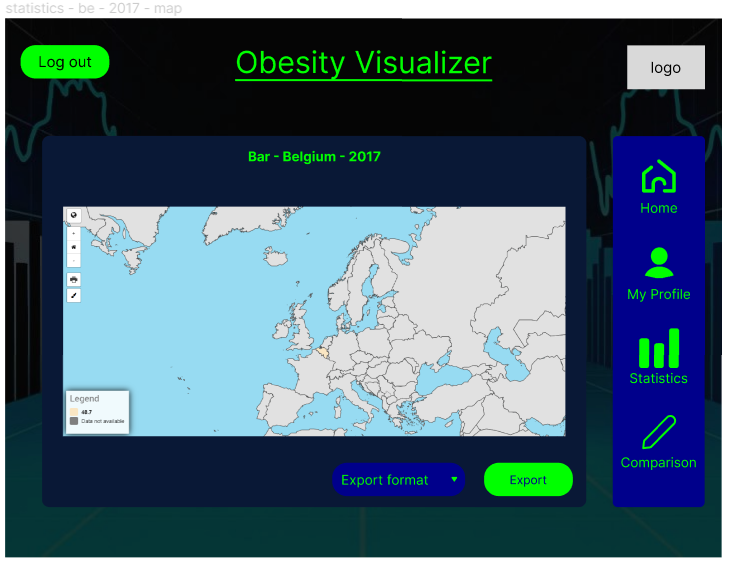 statistics - be - 2017 - map
Log out
Obesity Visualizer
logo
Bar - Belgium - 2017
Home
My Profile
Statistics
Comparison
Legend
48.7
Data not available
Export format
Export